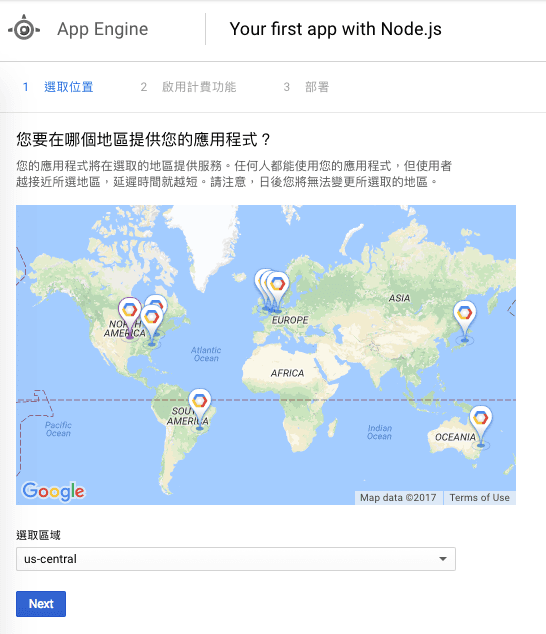 App Engine
Your first app with Node.js
1 選取位置
2 啟用計費功能
3 部署
您要在哪個地區提供您的應用程式？
您的應用程式將在選取的地區提供服務。任何人都能使用您的應用程式，但使用者
越接近所選地區，延遲時間就越短。請注意，日後您將無法變更所選取的地區。
ASIA
EUROPE
NORTH
AMERICA
Atlantic
Ocean
AFRICA
SOUTH
AMERICA
Pacific
Ocean
Indian
Ocean
OCEANIA
Google
Map data ©2017
Terms of Use
選取區域
us-central
Next